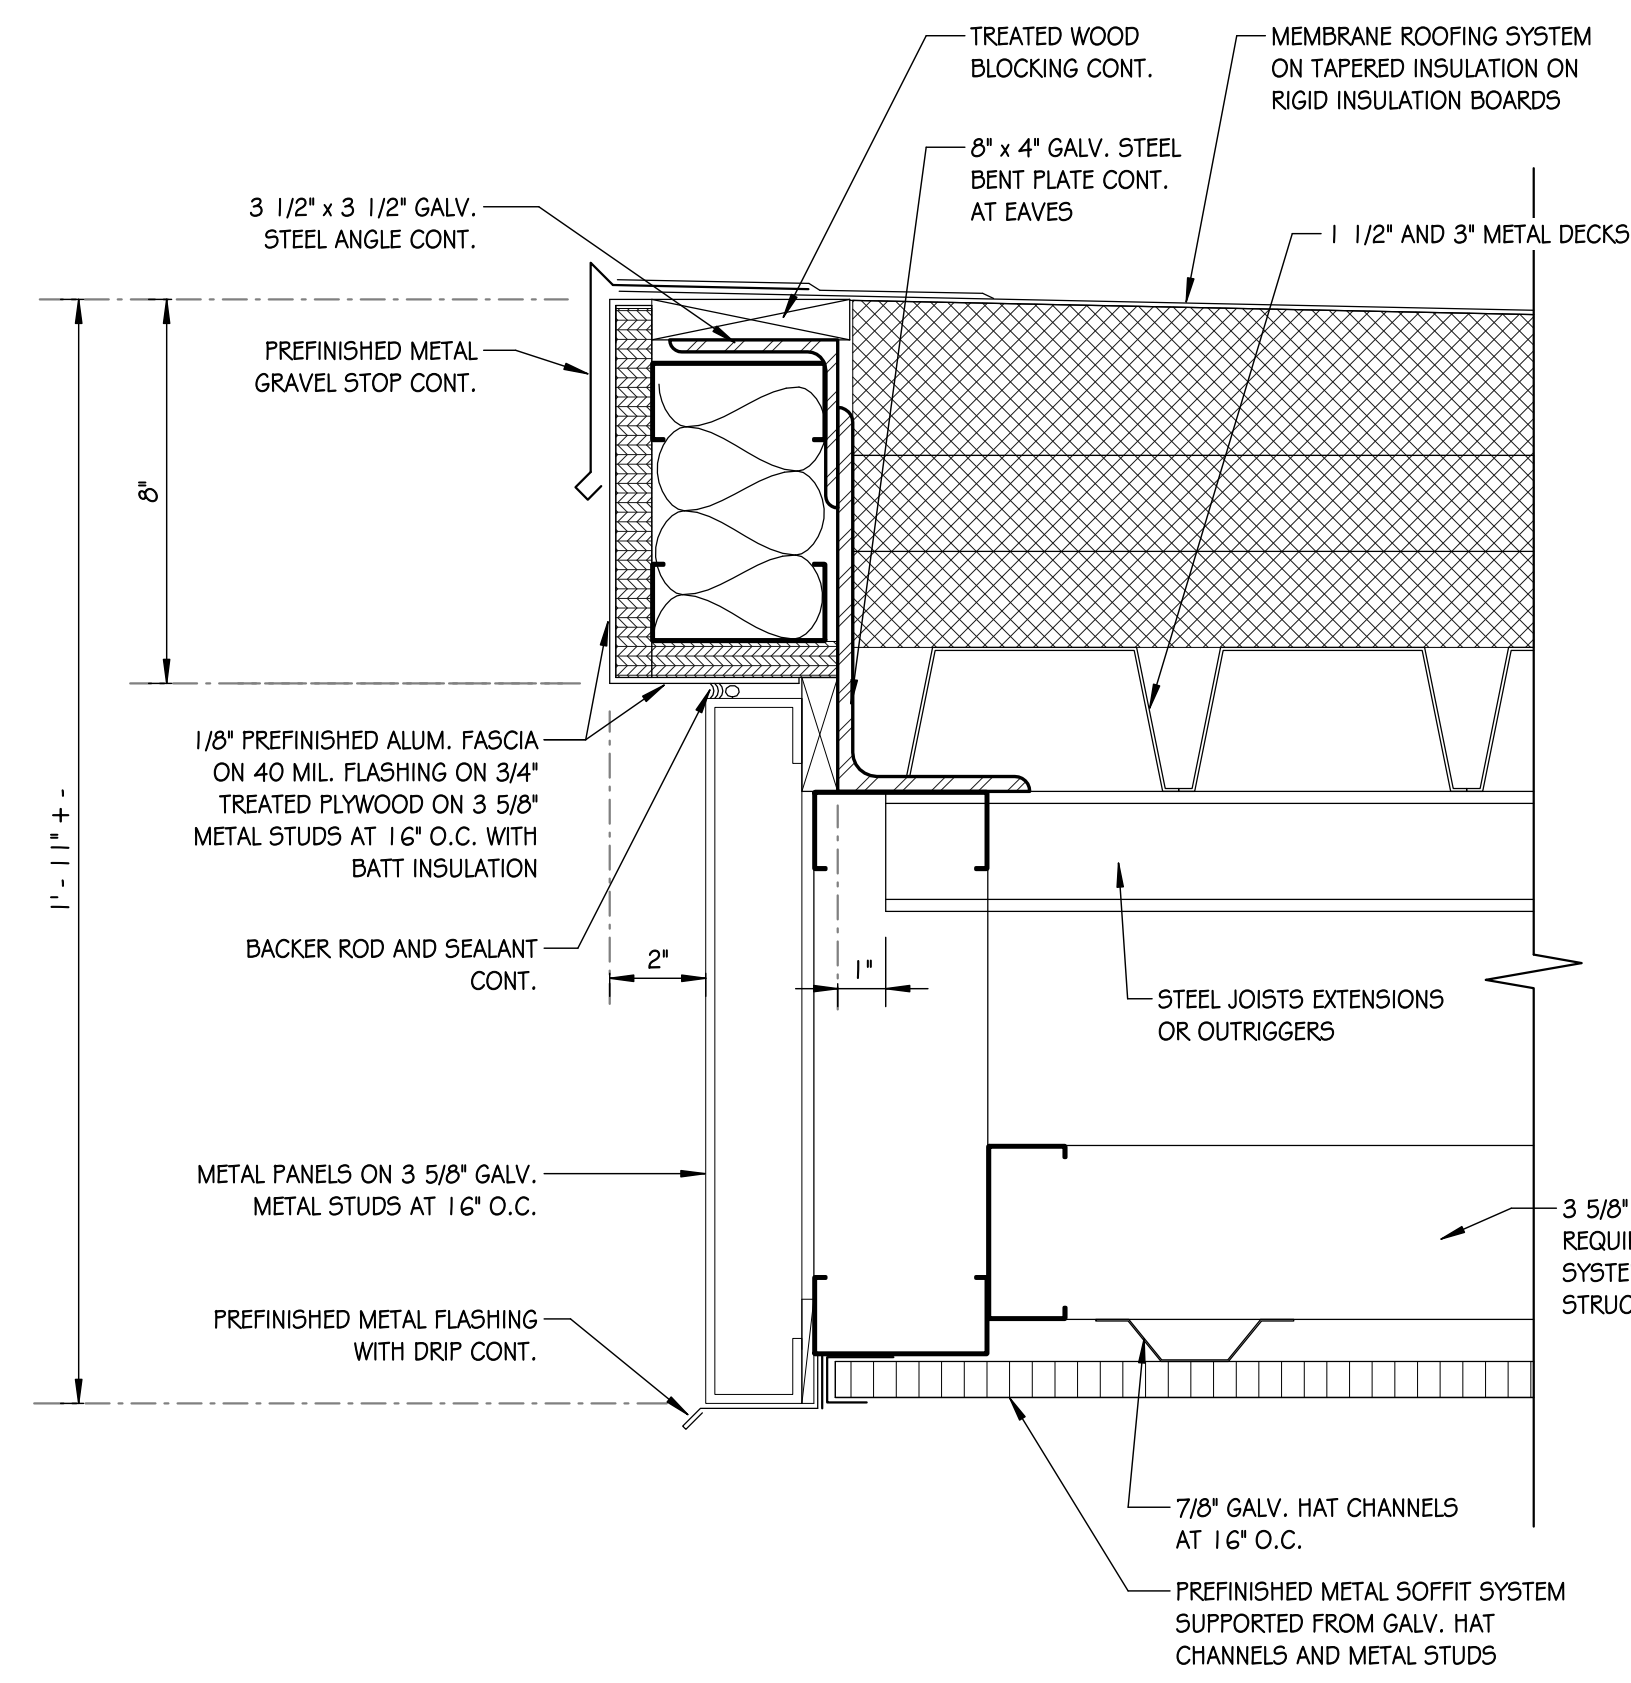 TREATED WOOD
BLOCKING CONT.
MEMBRANE ROOFING SYSTEM
ON TAPERED INSULATION ON
RIGID INSULATION BOARDS
8" x 4" GALV. STEEL
BENT PLATE CONT.
AT EAVES
3 1/2" x 3 1/2" GALV.
STEEL ANGLE CONT.
1 1/2" AND 3" METAL DECKS
PREFINISHED METAL
GRAVEL STOP CONT.
8"
1/8" PREFINISHED ALUM. FASCIA
ON 40 MIL. FLASHING ON 3/4"
TREATED PLYWOOD ON 3 5/8"
METAL STUDS AT 16" O.C. WITH
BATT INSULATION
1' - 11" + -
BACKER ROD AND SEALANT
CONT.
2"
1"
STEEL JOISTS EXTENSIONS
OR OUTRIGGERS
METAL PANELS ON 3 5/8" GALV.
METAL STUDS AT 16" O.C.
3 5/8"
PREFINISHED METAL FLASHING
WITH DRIP CONT.
7/8" GALV. HAT CHANNELS
AT 16" O.C.
PREFINISHED METAL SOFFIT SYSTEM
SUPPORTED FROM GALV. HAT
CHANNELS AND METAL STUDS